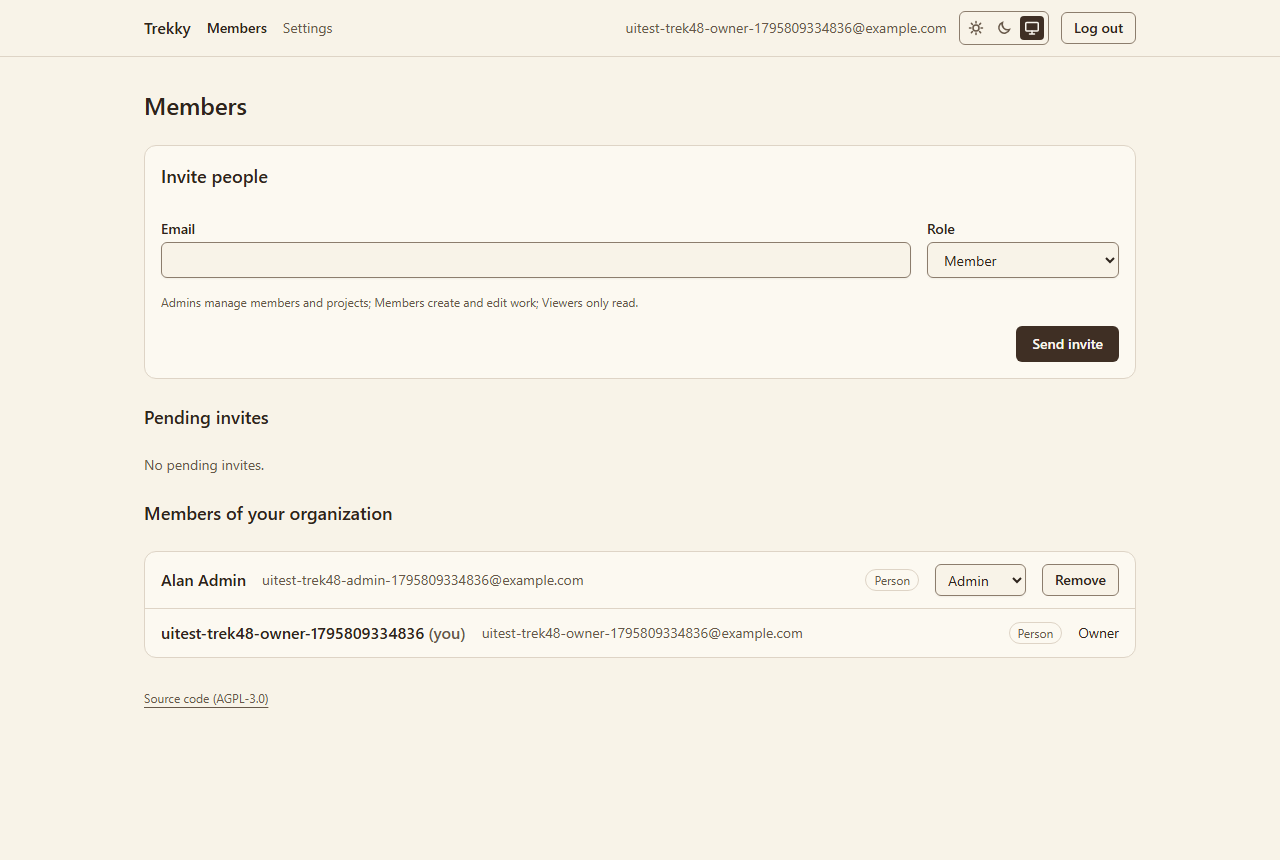 Trekky Members Settings uitest-trek48-owner-1795809334836@example.com Log out
Members
Invite people
Email Role
Member
Admins manage members and projects; Members create and edit work; Viewers only read.
Send invite
Pending invites
No pending invites.
Members of your organization
Alan Admin uitest-trek48-admin-1795809334836@example.com Person Admin Remove
uitest-trek48-owner-1795809334836 (you) uitest-trek48-owner-1795809334836@example.com Person Owner
Source code (AGPL-3.0)